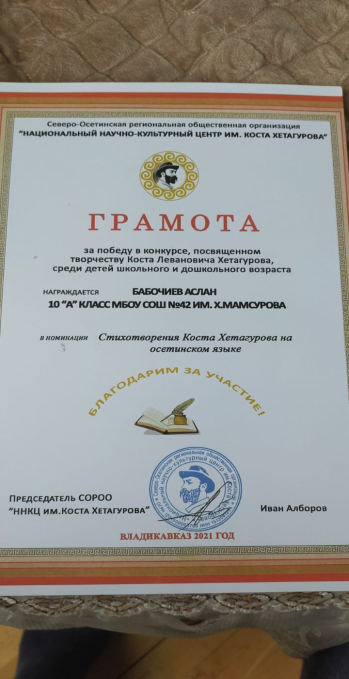 Северо-Осетинская региональная общественная организация
"НАЦИОНАЛЬНЫЙ НАУЧНО-КУЛЬТУРНЫЙ ЦЕНТР ИМ. КОСТА ХЕТАГУРОВА"
ГРАМОТА
за победу в конкурсе, посвященном
творчеству Коста Левановича Хетагурова,
среди детей школьного и дошкольного возраста
НАГРАЖДАЕТСЯ БАБОЧИЕВ АСЛАН
10 "А" КЛАСС МБОУ СОШ №42 ИМ. Х.МАМСУРОВА
В НОМИНАЦИИ Стихотворения Коста Хетагурова на
осетинском языке
БЛАГОДАРИМ ЗА УЧАСТИЕ!
ПРЕДСЕДАТЕЛЬ СОРОО
"ННКЦ ИМ.КОСТА ХЕТАГУРОВА"
Иван Алборов
ВЛАДИКАВКАЗ 2021 ГОД